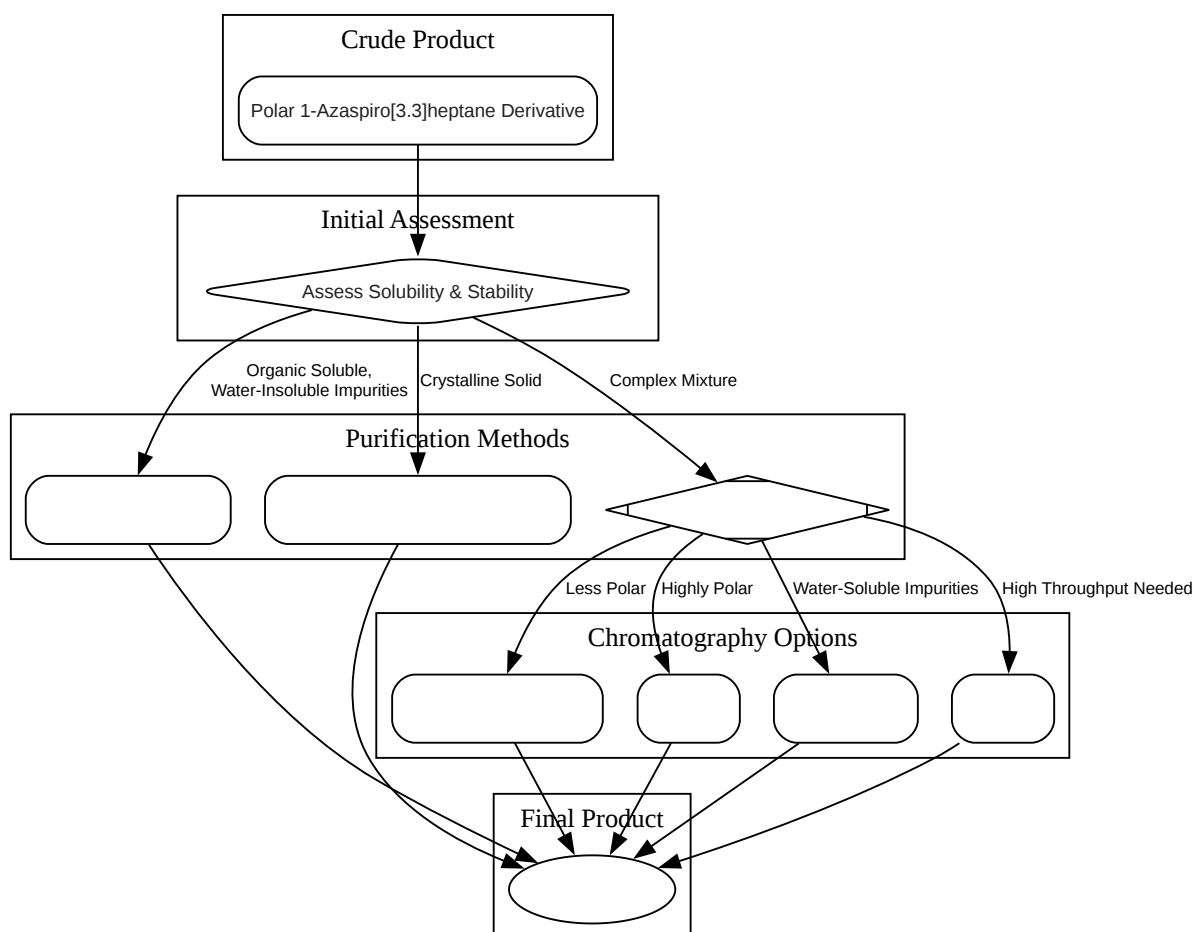 Crude Product
Polar 1-Azaspiro[3.3]heptane Derivative
Initial Assessment
Assess Solubility & Stability
Organic Soluble,
Water-Insoluble Impurities
Crystalline Solid
Complex Mixture
Purification Methods
Less Polar
Highly Polar
Water-Soluble Impurities
High Throughput Needed
Chromatography Options
Final Product